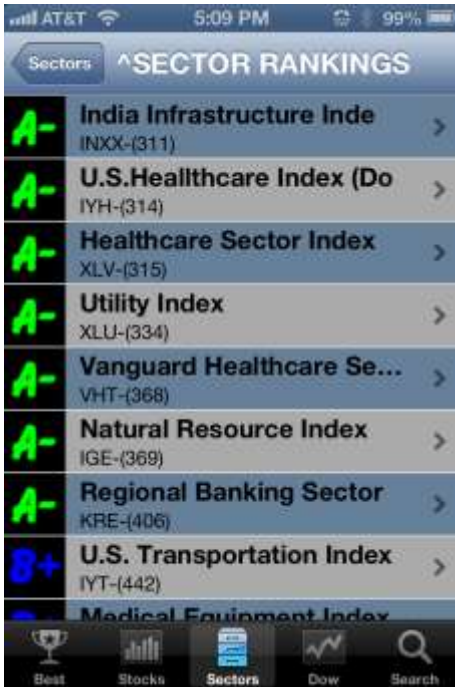 AT&T 5:09 PM 99%
Sectors ^SECTOR RANKINGS
A- India Infrastructure Inde
INXX-(311)
A- U.S.Heallthcare Index (Do
IYH-(314)
A- Healthcare Sector Index
XLV-(315)
A- Utility Index
XLU-(334)
A- Vanguard Healthcare Se...
VHT-(368)
A- Natural Resource Index
IGE-(369)
A- Regional Banking Sector
KRE-(406)
B+ U.S. Transportation Index
IYT-(442)
Medical Equipment Index
Best Stocks Sectors Dow Search